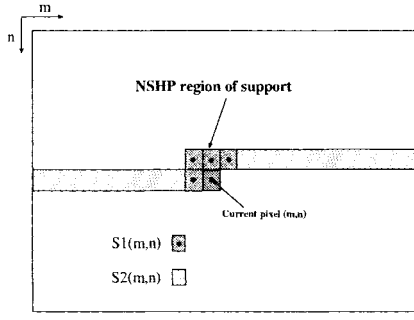 m
n
NSHP region of support
Current pixel (m,n)
S1(m,n)
S2(m,n)